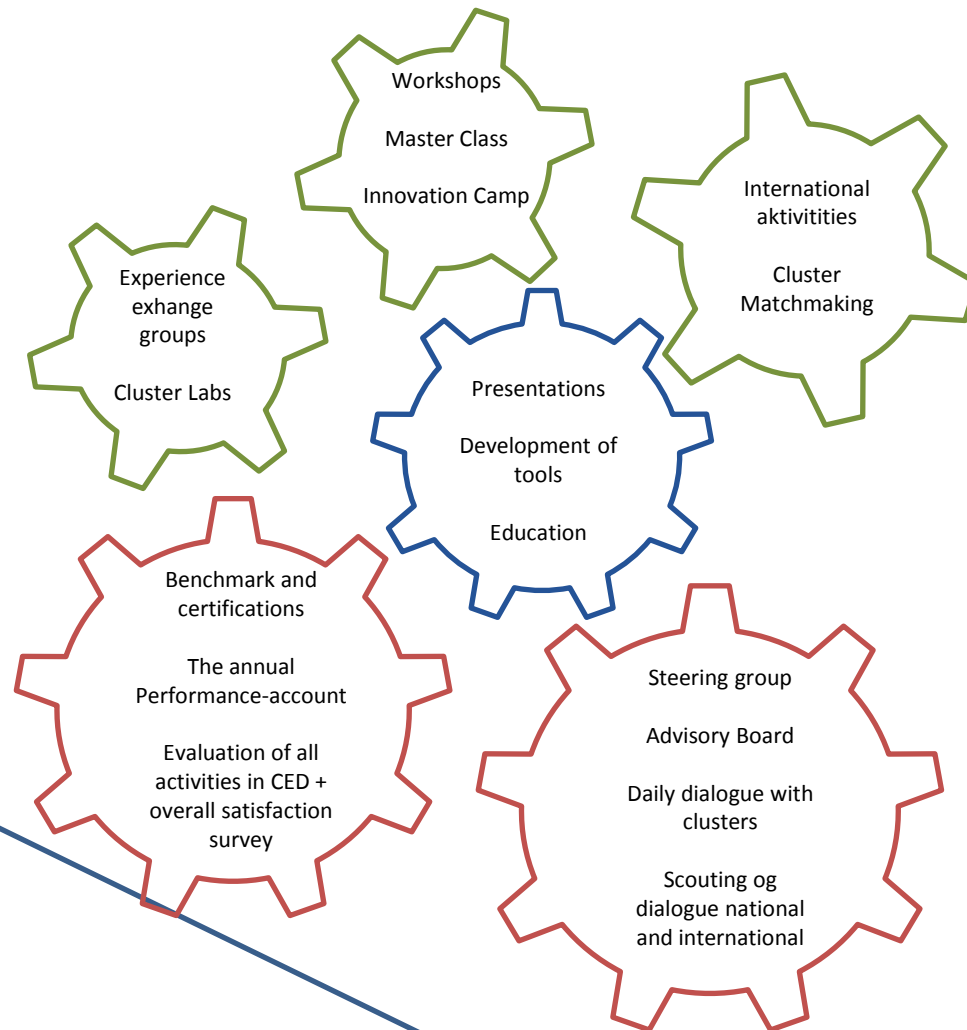 Workshops
Master Class
Innovation Camp
International
aktivitities
Cluster
Matchmaking
Experience
exhange
groups
Cluster Labs
Presentations
Development of
tools
Education
Benchmark and
certifications
The annual
Performance-account
Evaluation of all
activities in CED +
overall satisfaction
survey
Steering group
Advisory Board
Daily dialogue with
clusters
Scouting og
dialogue national
and international